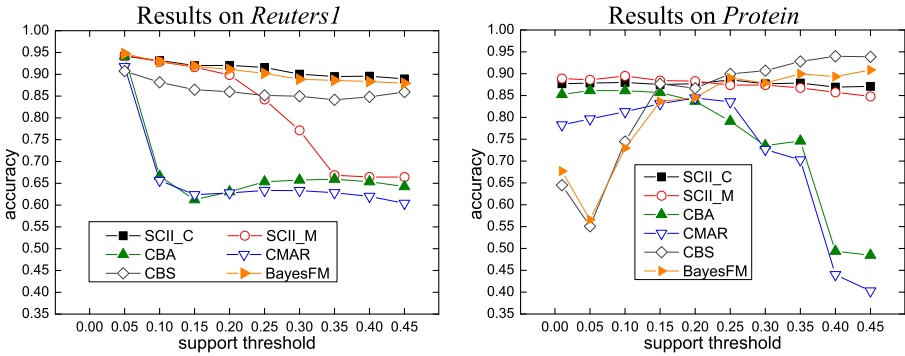 Results on Reuters1
1.00
0.95
0.90
0.85
0.80
0.75
0.70
0.65
0.60
0.55
0.50
0.45
0.40
0.35
accuracy
SCII_C SCII_M
CBA CMAR
CBS BayesFM
0.00 0.05 0.10 0.15 0.20 0.25 0.30 0.35 0.40 0.45
support threshold
Results on Protein
1.00
0.95
0.90
0.85
0.80
0.75
0.70
0.65
0.60
0.55
0.50
0.45
0.40
0.35
accuracy
SCII_C
SCII_M
CBA
CMAR
CBS
BayesFM
0.00 0.05 0.10 0.15 0.20 0.25 0.30 0.35 0.40 0.45
support threshold